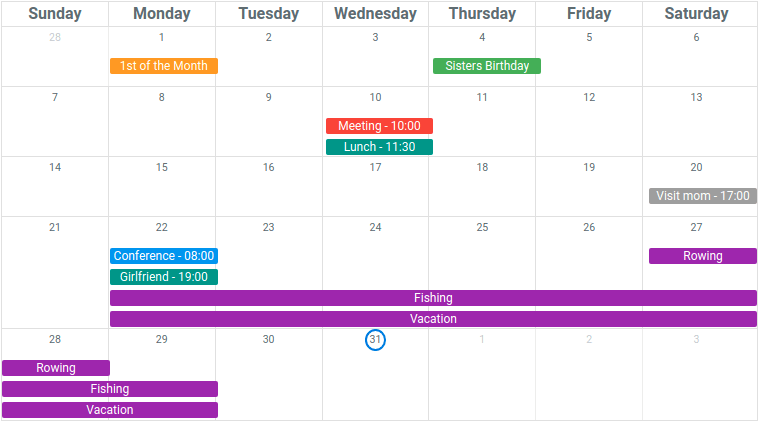 Sunday Monday Tuesday Wednesday Thursday Friday Saturday
28 1 2 3 4 5 6
1st of the Month Sisters Birthday
7 8 9 10 11 12 13
Meeting - 10:00
Lunch - 11:30
14 15 16 17 18 19 20
Visit mom - 17:00
21 22 23 24 25 26 27
Conference - 08:00 Rowing
Girlfriend - 19:00
Fishing
Vacation
28 29 30 31 1 2 3
Rowing
Fishing
Vacation